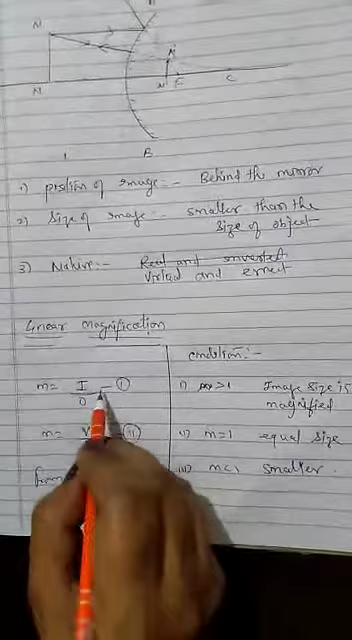 M
N
M'
N' F
C
B
1) position of image:- Behind the mirror
2) Size of image:- smaller than the
size of object
3) Nature:- Real and inverted
virtual and erect
Linear magnification
m = I/O - (i)
m = v (ii)
condition:-
i) m>1 Image size is
magnified
ii) m=1 equal size
iii) m<1 smaller.